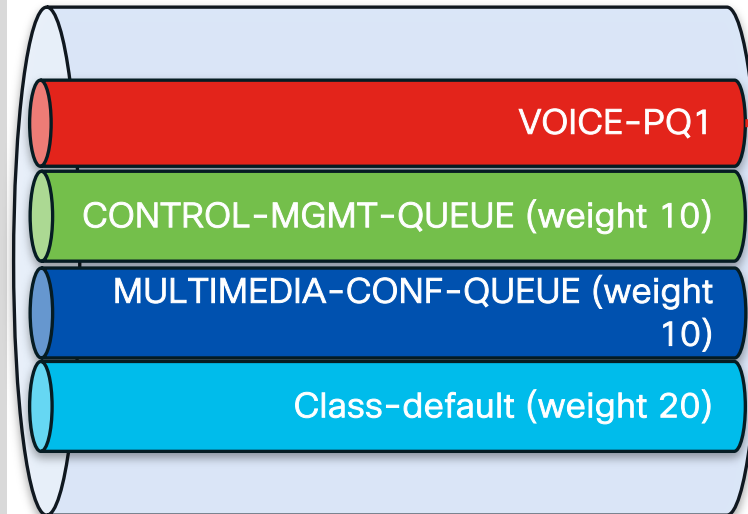 VOICE-PQ1
CONTROL-MGMT-QUEUE (weight 10)
MULTIMEDIA-CONF-QUEUE (weight
10)
Class-default (weight 20)